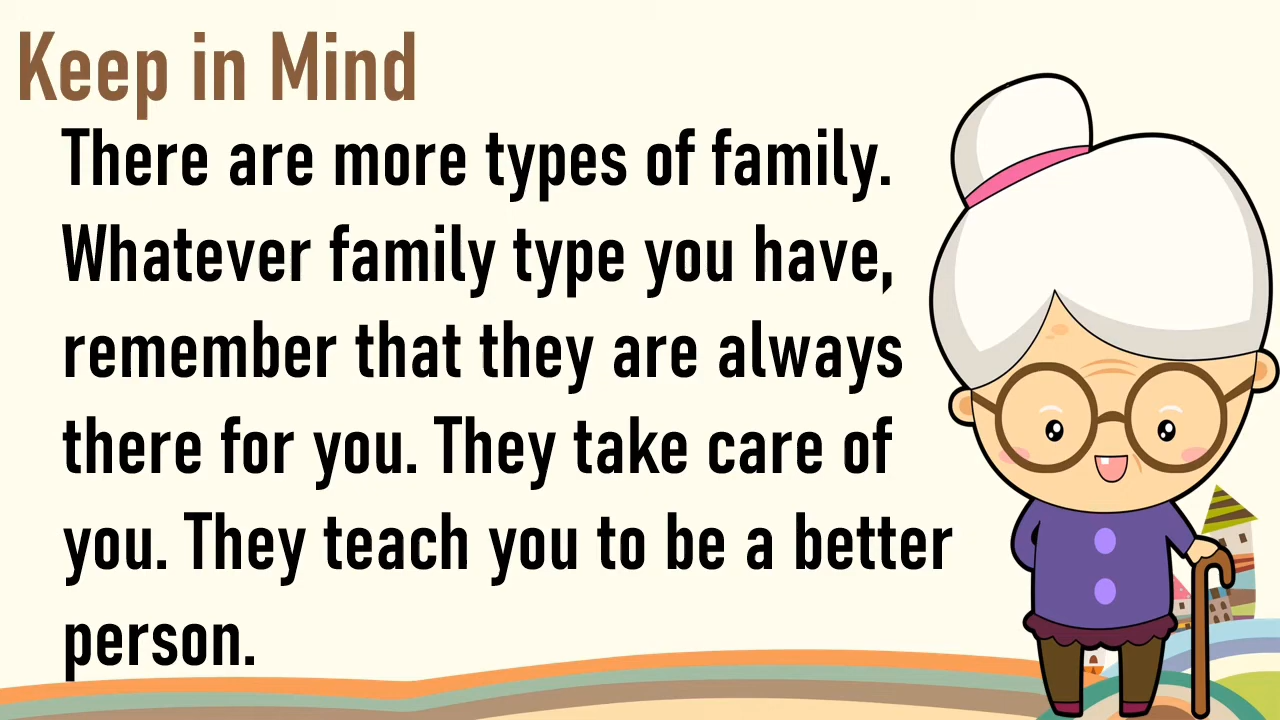 Keep in Mind
There are more types of family.
Whatever family type you have,
remember that they are always
there for you. They take care of
you. They teach you to be a better
person.